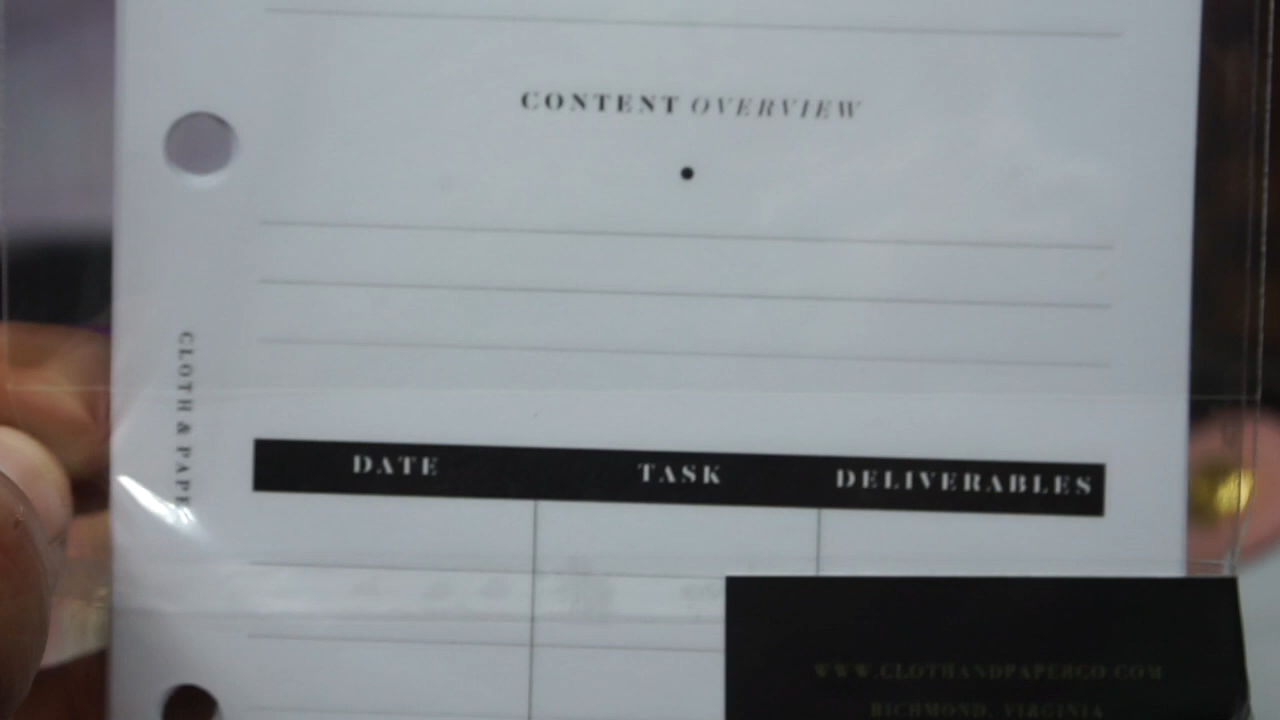 CONTENT OVERVIEW
CLOTH & PAPE
DATE TASK DELIVERABLES
WWW.CLOTHANDPAPERCO.COM
RICHMOND, VIRGINIA